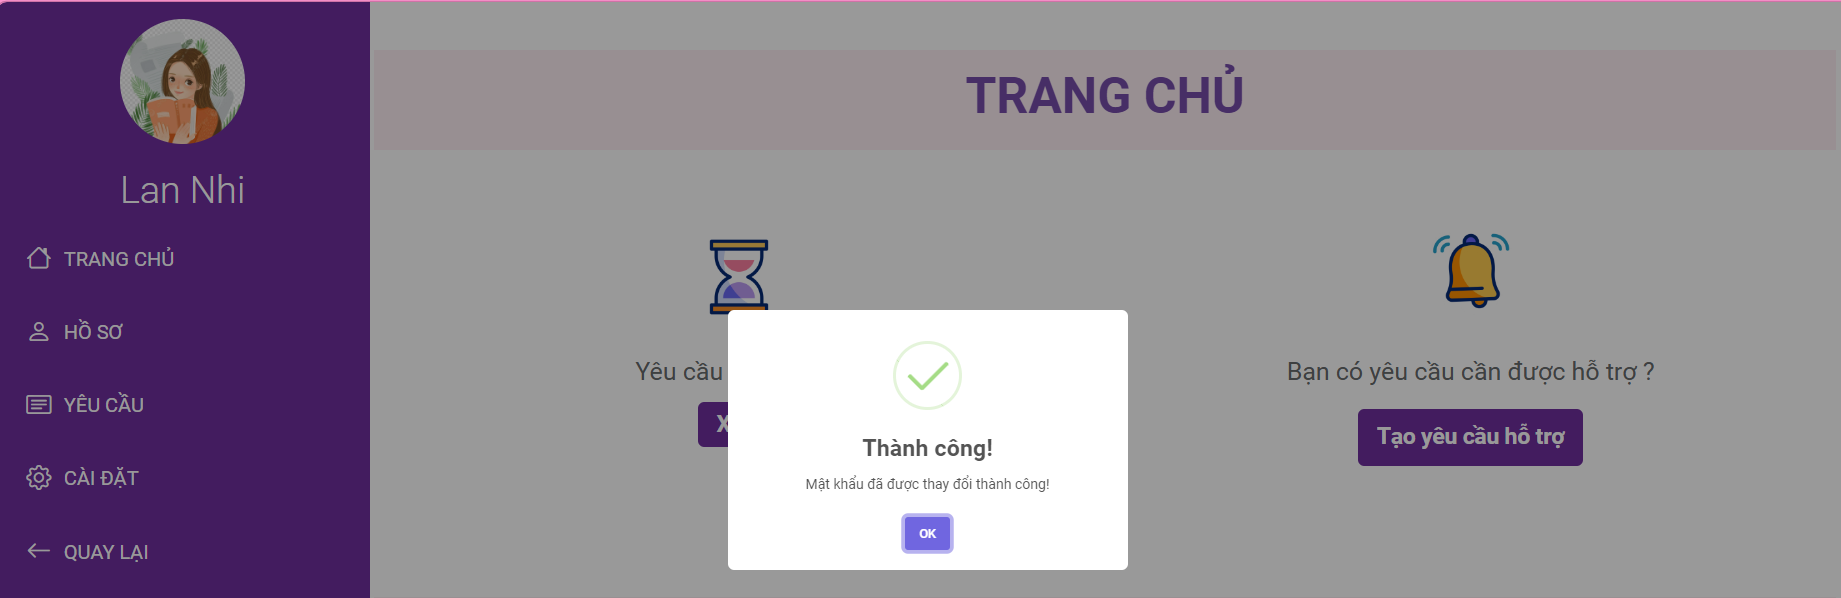 Lan Nhi
TRANG CHỦ
HỒ SƠ
YÊU CẦU
CÀI ĐẶT
QUAY LẠI
TRANG CHỦ
Yêu cầu
Bạn có yêu cầu cần được hỗ trợ ?
Tạo yêu cầu hỗ trợ
Thành công!
Mật khẩu đã được thay đổi thành công!
OK